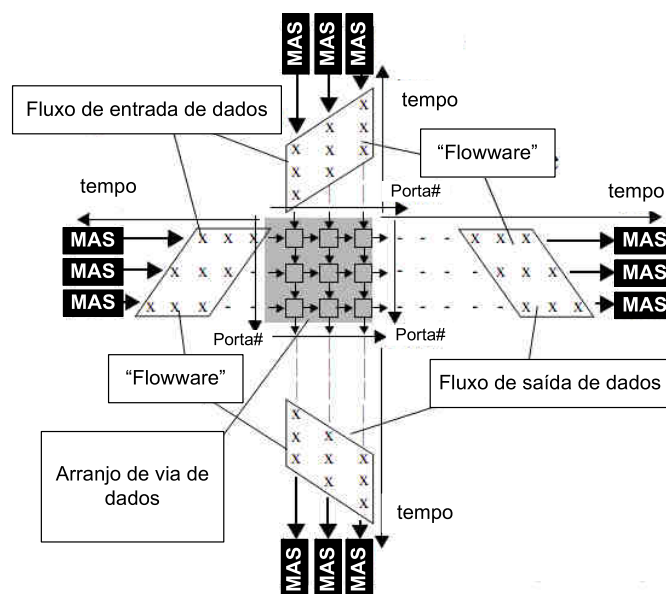 MAS MAS MAS
tempo
Fluxo de entrada de dados
“Flowware”
x
x x
x x x
x x
x
tempo
Porta#
tempo
MAS x x x - - - - x x x MAS
MAS x x x - - - - - x x x MAS
MAS x x x - - - - - - x x x MAS
Porta#
Porta#
“Flowware”
Fluxo de saída de dados
x
x x
x x x
x x
x
Arranjo de via de
dados
tempo
MAS MAS MAS